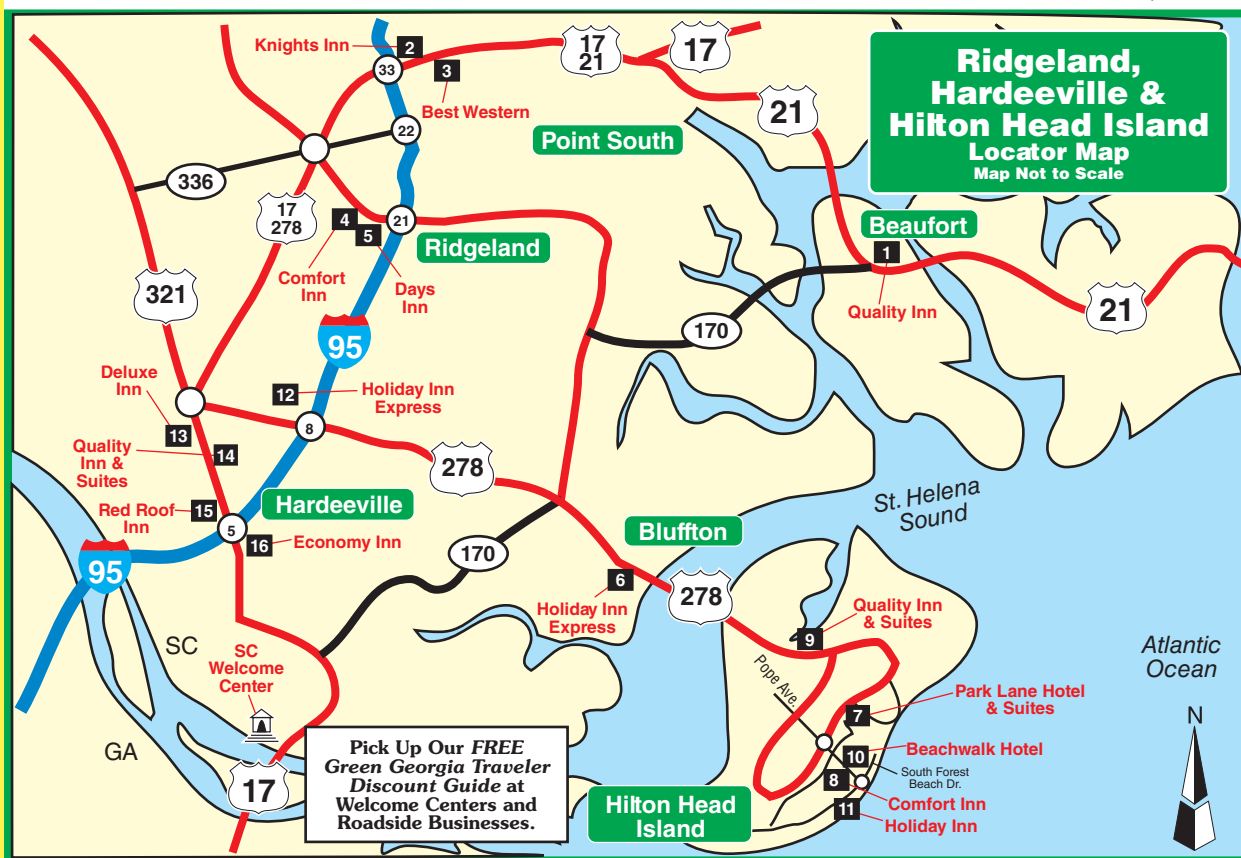 Ridgeland,
Hardeeville &
Hilton Head Island
Locator Map
Map Not to Scale
Knights Inn
2
33
3
Best Western
17
21
17
21
22
Point South
336
17
278
4
5
21
Ridgeland
Comfort
Inn
Days
Inn
Beaufort
1
Quality Inn
21
321
95
170
Deluxe
Inn
12
Holiday Inn
Express
13
8
Quality
Inn &
Suites
14
278
St. Helena
Sound
Red Roof
Inn
15
Hardeeville
5
16
Economy Inn
Bluffton
95
170
6
Holiday Inn
Express
278
Quality Inn
& Suites
9
SC
SC
Welcome
Center
GA
Pope Ave.
Atlantic
Ocean
N
7
Park Lane Hotel
& Suites
10
Beachwalk Hotel
South Forest
Beach Dr.
8
Comfort Inn
11
Holiday Inn
17
Pick Up Our FREE
Green Georgia Traveler
Discount Guide at
Welcome Centers and
Roadside Businesses.
Hilton Head
Island